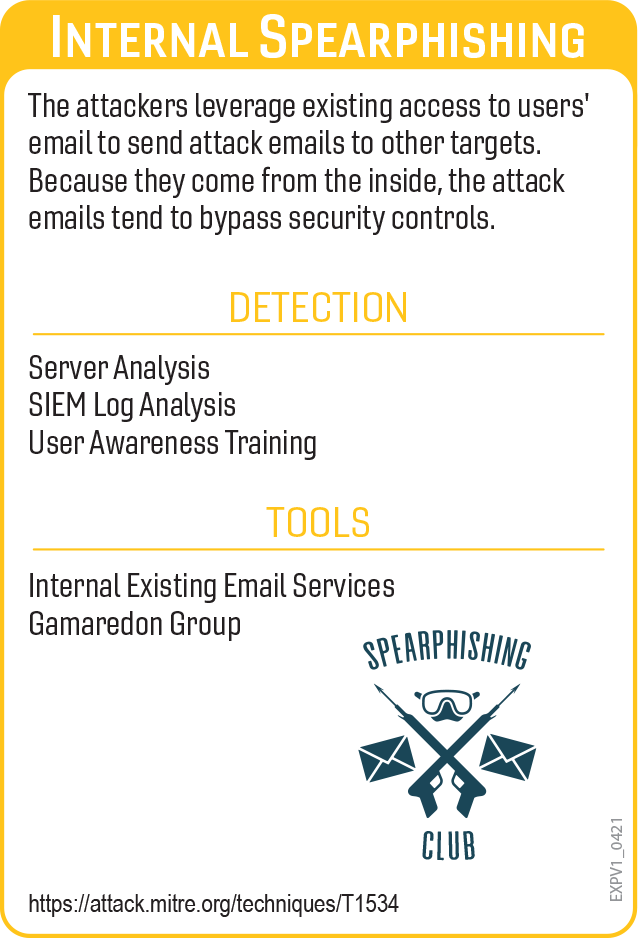 Internal Spearphishing
The attackers leverage existing access to users'
email to send attack emails to other targets.
Because they come from the inside, the attack
emails tend to bypass security controls.
DETECTION
Server Analysis
SIEM Log Analysis
User Awareness Training
TOOLS
Internal Existing Email Services
Gamaredon Group
SPEARPHISHING
CLUB
https://attack.mitre.org/techniques/T1534
EXPV1_0421